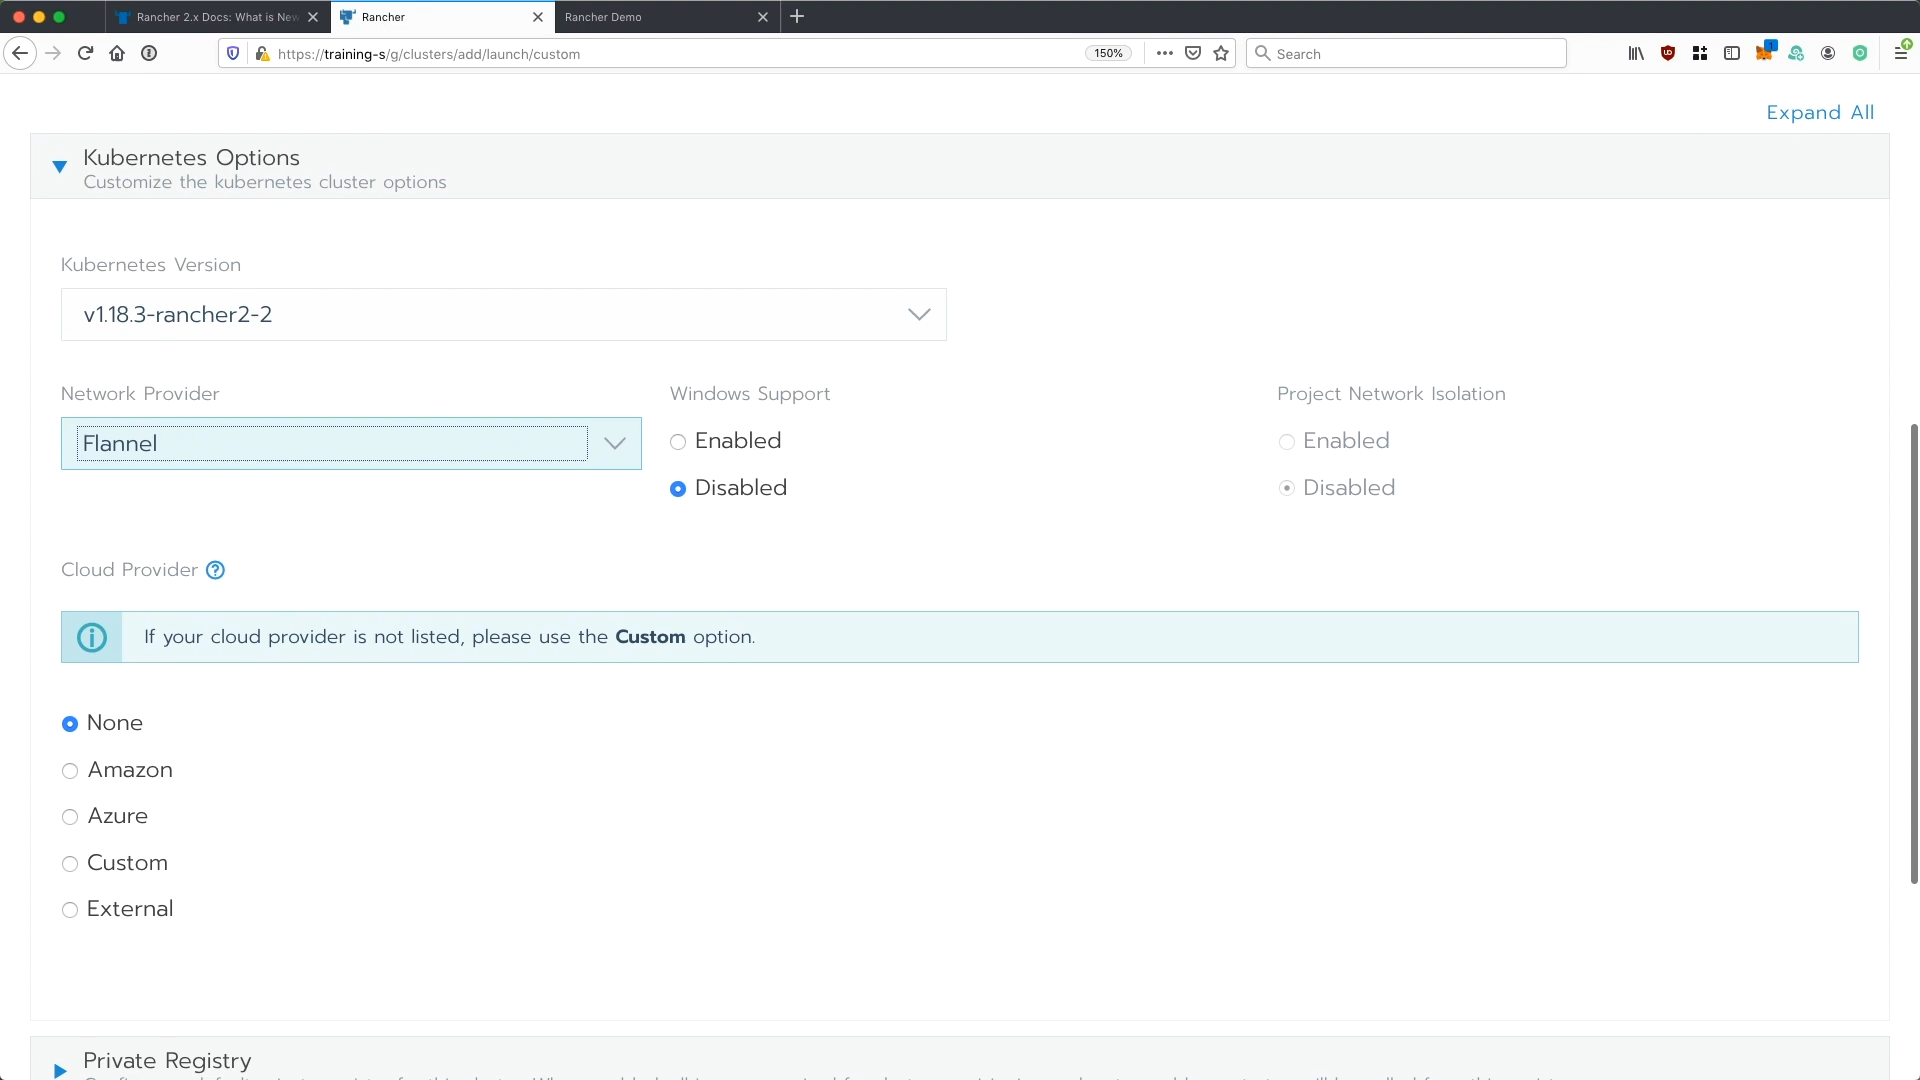 Rancher 2.x Docs: What is New
Rancher
Rancher Demo
https://training-s/g/clusters/add/launch/custom
150%
Search
Expand All
Kubernetes Options
Customize the kubernetes cluster options
Kubernetes Version
v1.18.3-rancher2-2
Network Provider
Windows Support
Project Network Isolation
Flannel
Enabled
Enabled
Disabled
Disabled
Cloud Provider
If your cloud provider is not listed, please use the Custom option.
None
Amazon
Azure
Custom
External
Private Registry